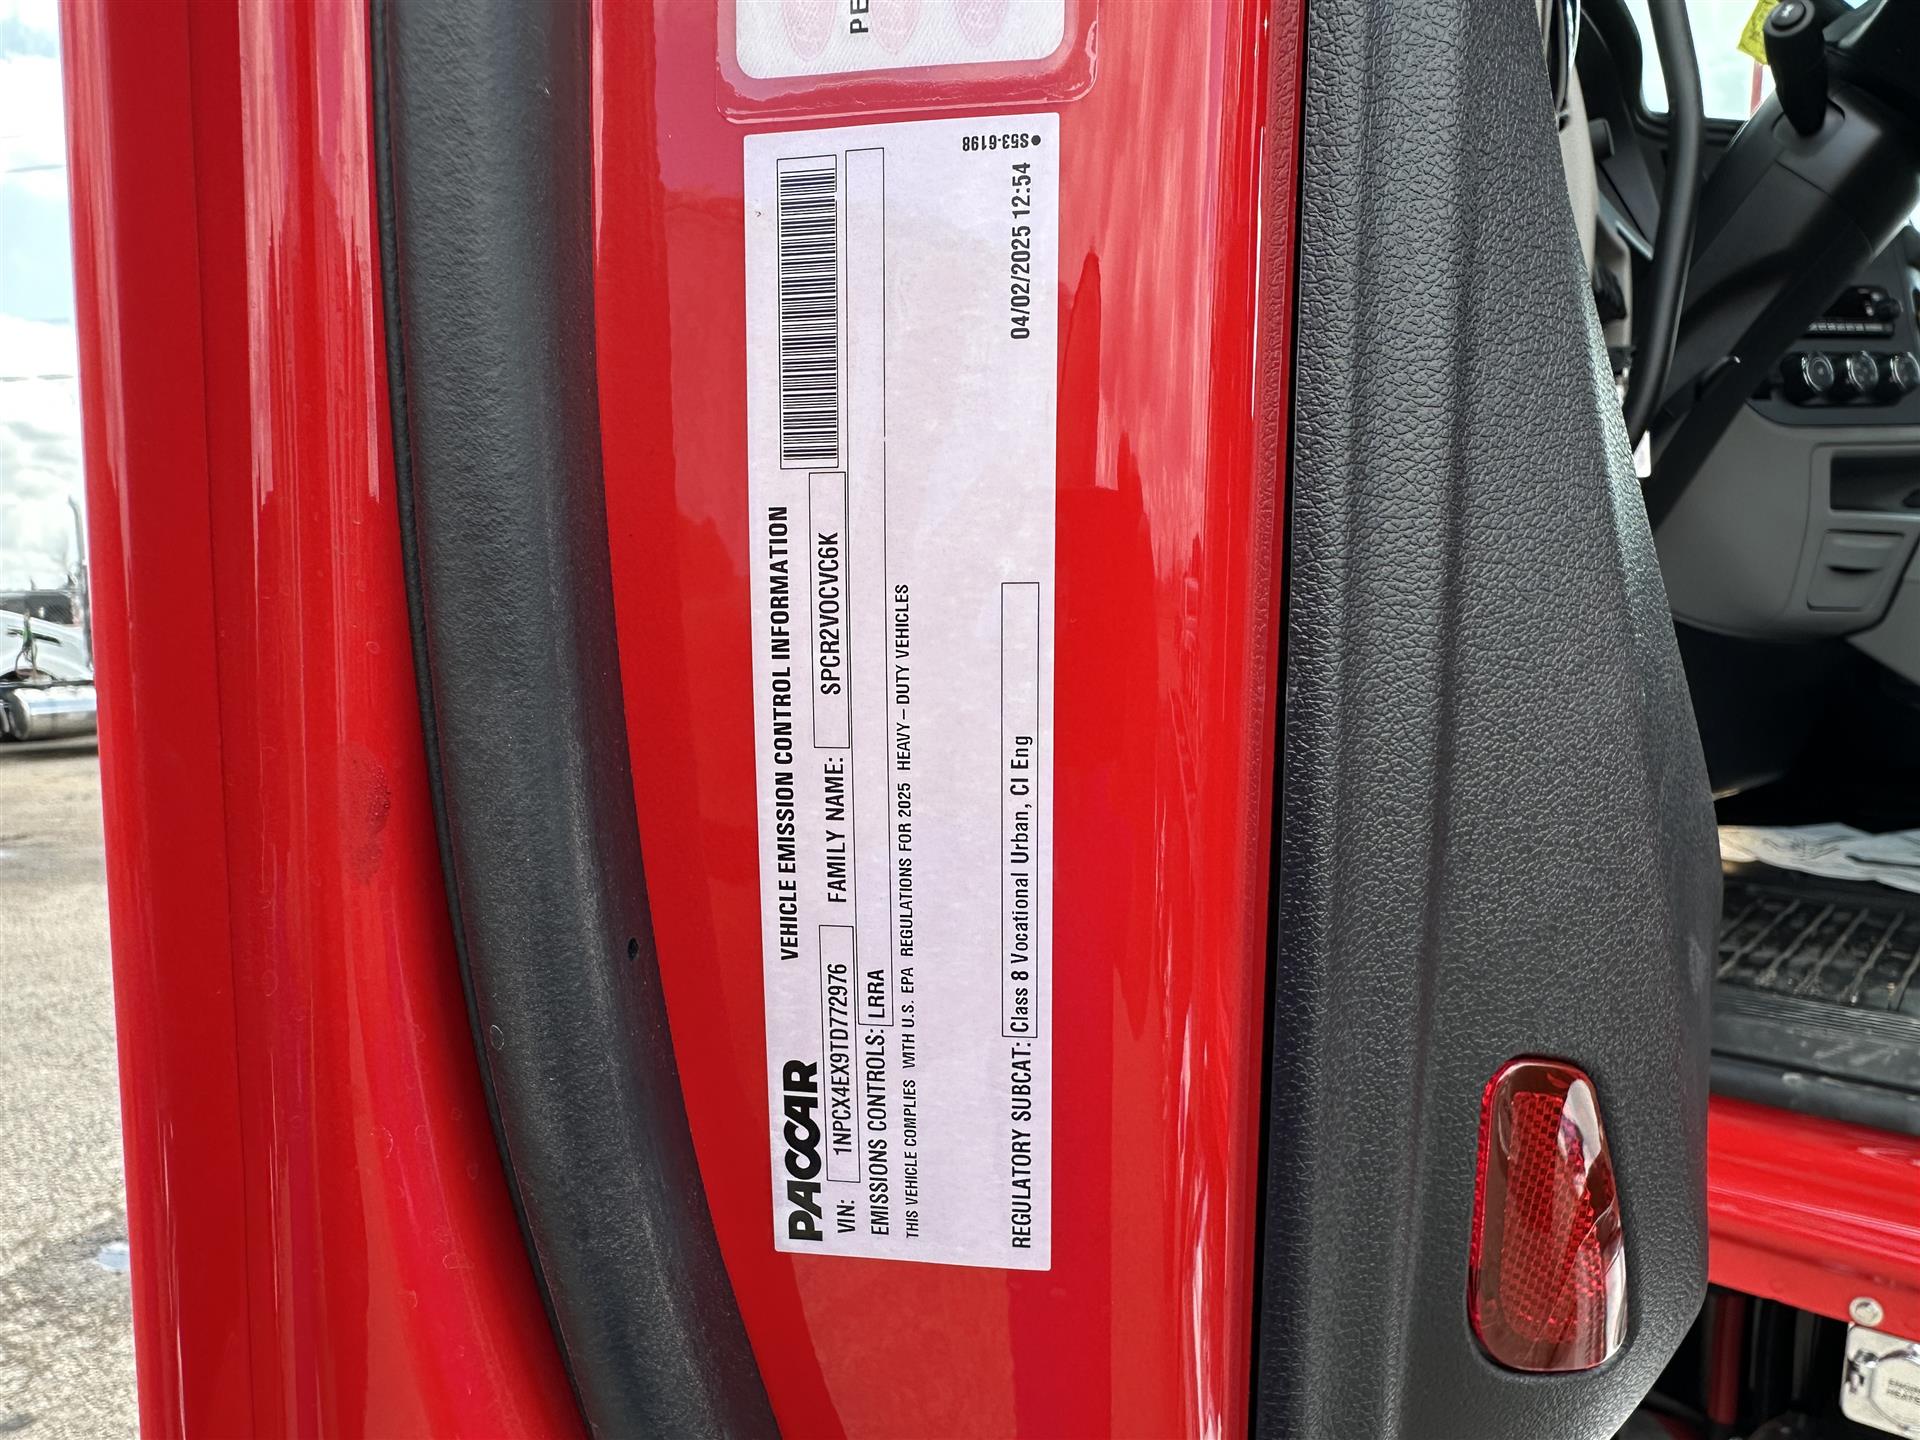 PE
S53-6198
VEHICLE EMISSION CONTROL INFORMATION
PACCAR
VIN: 1NPCX4EX9TD772976 FAMILY NAME: SPCR2VOCVC6K
EMISSIONS CONTROLS: LRRA
THIS VEHICLE COMPLIES WITH U.S. EPA REGULATIONS FOR 2025 HEAVY-DUTY VEHICLES
04/02/2025 12:54
REGULATORY SUBCAT: Class 8 Vocational Urban, CI Eng